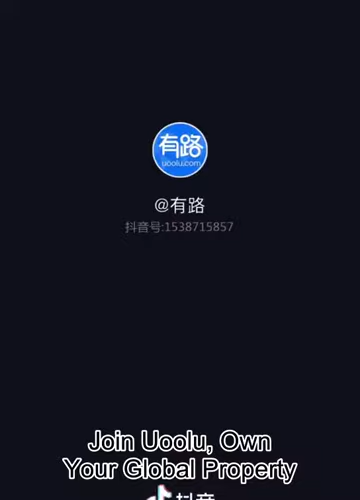 有路
uoolu.com
@有路
抖音号:1538715857
Join Uoolu, Own
Your Global Property
抖音